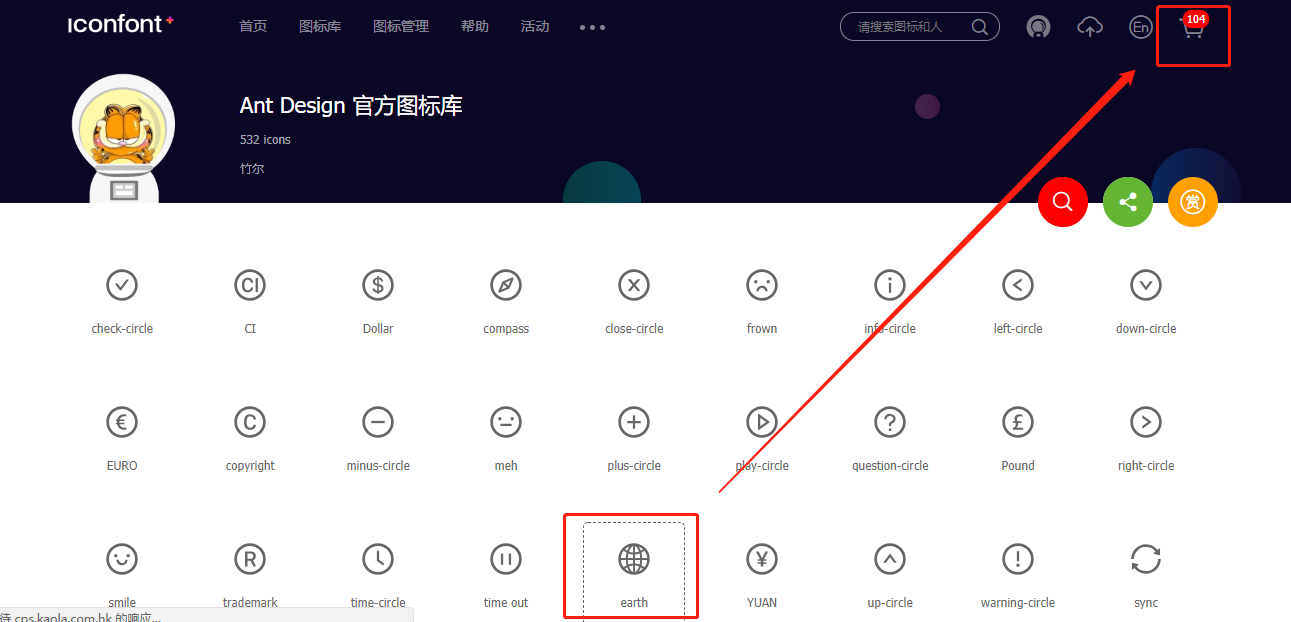 iconfont+
首页 图标库 图标管理 帮助 活动 •••
请搜索图标和人
En
104
Ant Design 官方图标库
532 icons
竹尔
赏
CI $ X i
check-circle CI Dollar compass close-circle frown info-circle left-circle down-circle
€ C ? £
EURO copyright minus-circle meh plus-circle play-circle question-circle Pound right-circle
R ¥ !
smile trademark time-circle time out earth YUAN up-circle warning-circle sync
待 cps.kaola.com.hk 的响应...